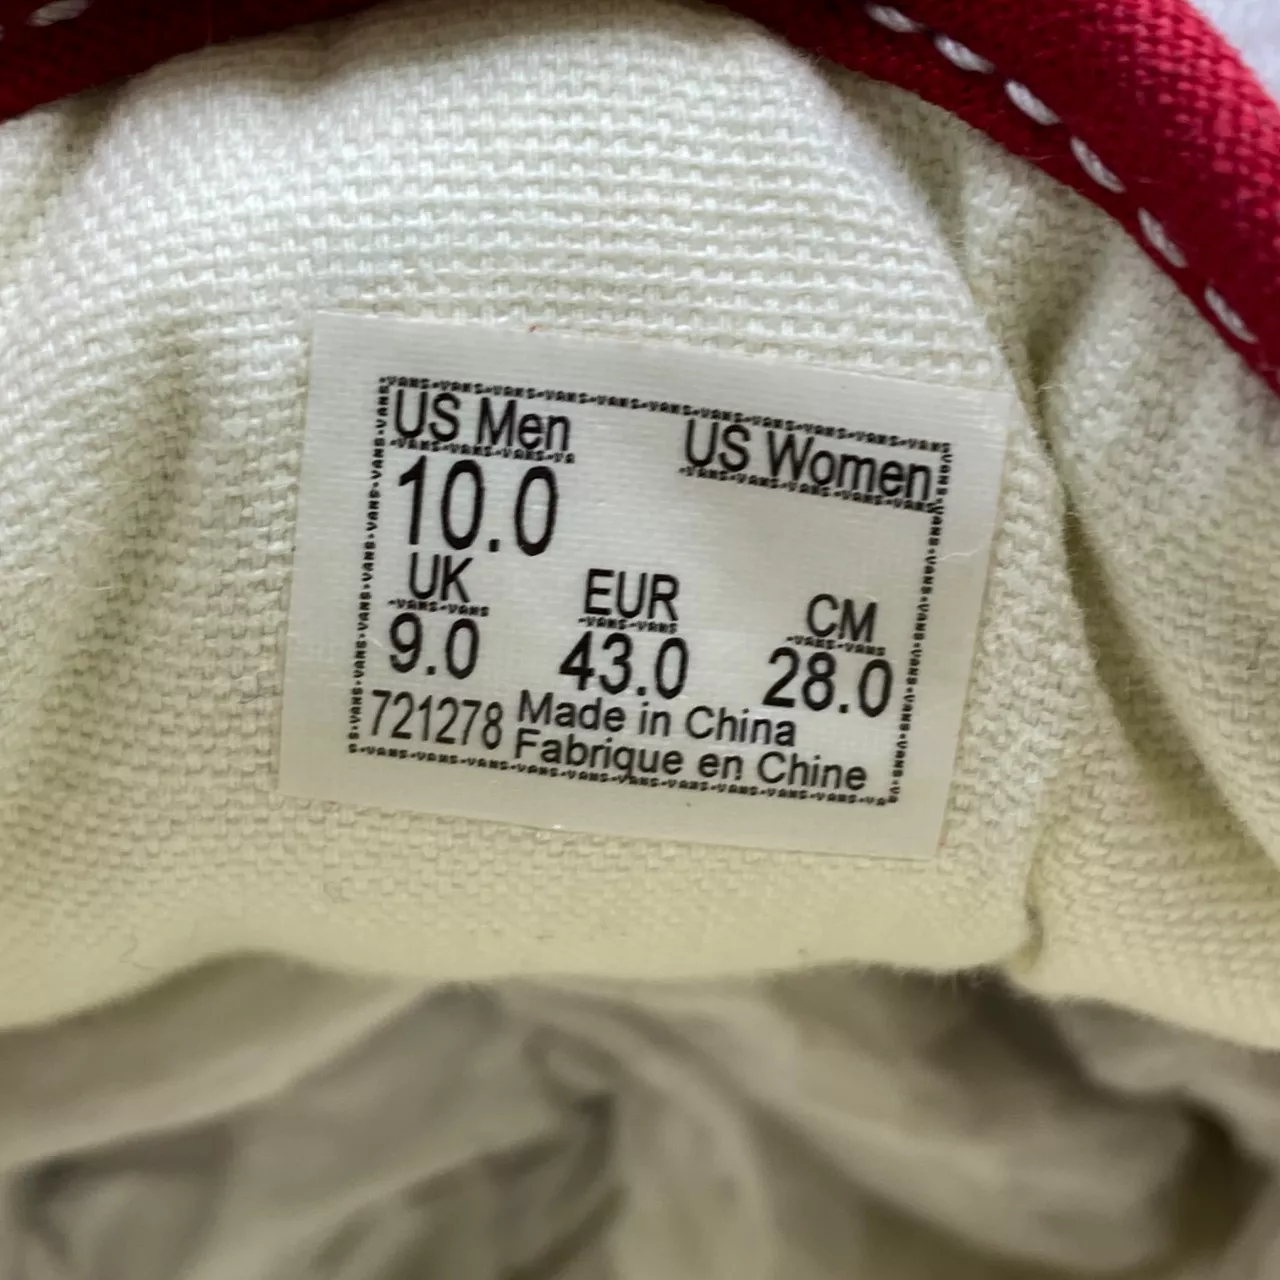 US Men US Women
10.0
UK EUR CM
9.0 43.0 28.0
721278 Made in China
Fabrique en Chine